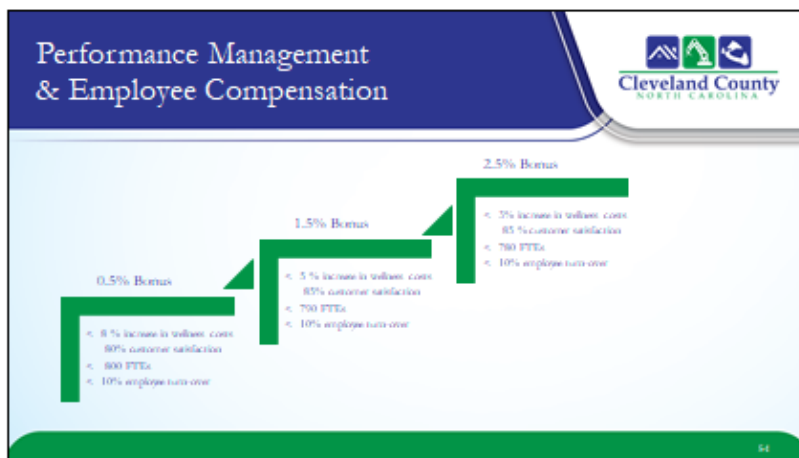 Performance Management
& Employee Compensation
Cleveland County
NORTH CAROLINA
2.5% Bonus
< 3% increase in wellness costs
85 % customer satisfaction
< 780 FTEs
< 10% employee turn-over
1.5% Bonus
< 5 % increase in wellness costs
85% customer satisfaction
< 790 FTEs
< 10% employee turn-over
0.5% Bonus
< 8 % increase in wellness costs
80% customer satisfaction
< 800 FTEs
< 10% employee turn-over
54